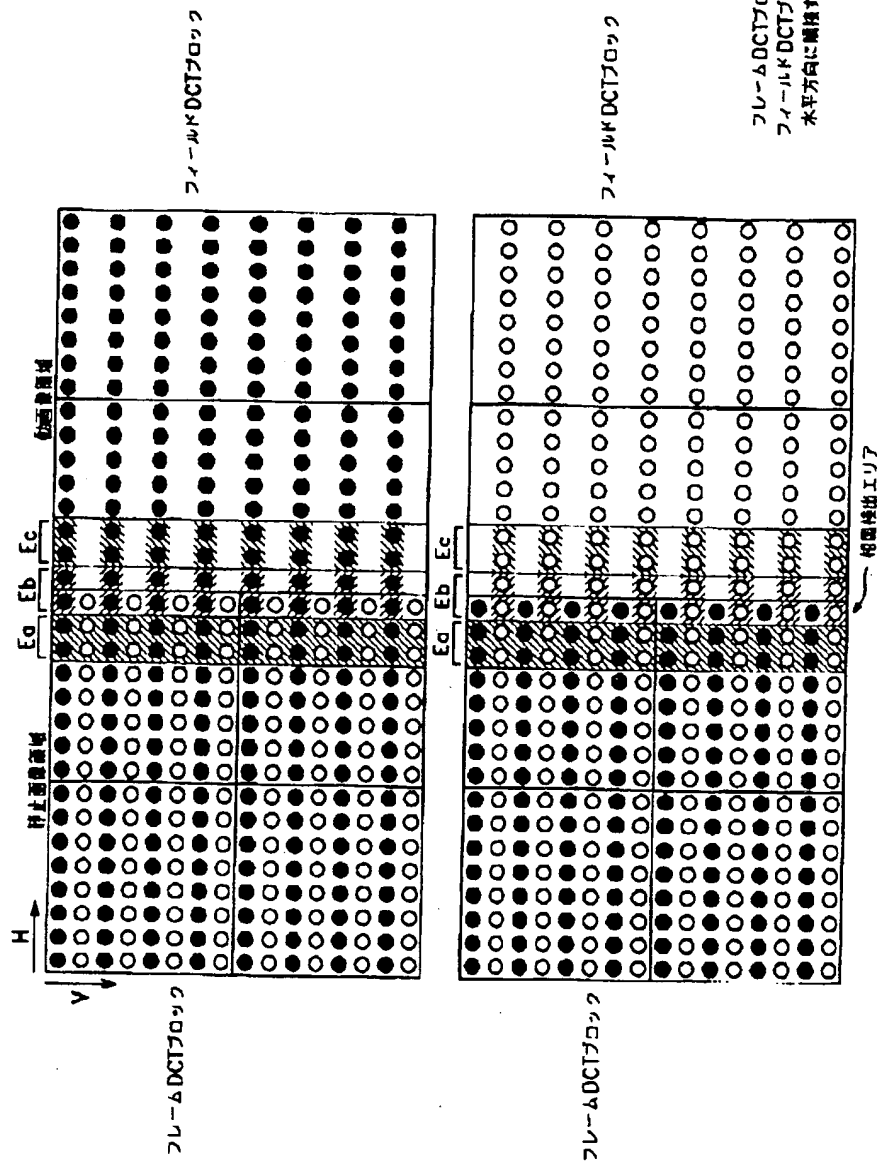 フレームDCTブロック
H
V
静止画像領域
動画像領域
Ea
Eb
Ec
フィールドDCTブロック
フレームDCTブロック
Ea
Eb
Ec
フィールドDCTブロック
相関検出エリア
フレームDCTブロ
フィールドDCTブ
水平方向に隣接す